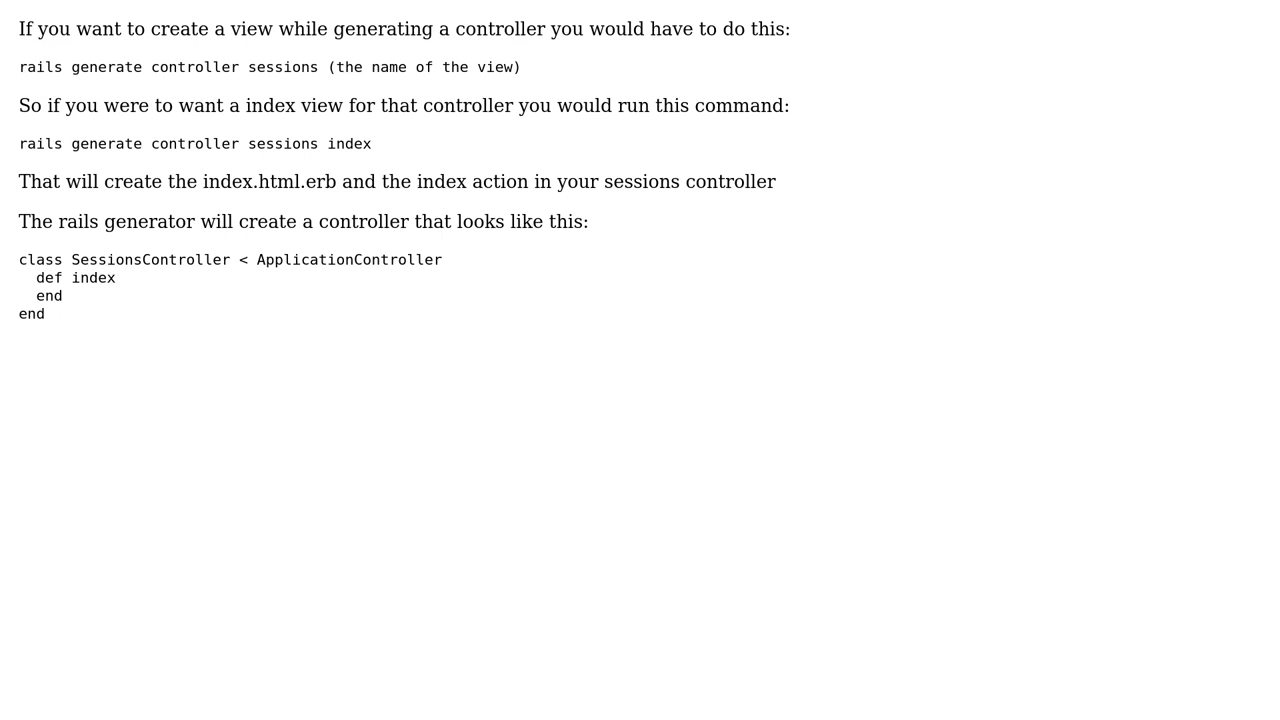 If you want to create a view while generating a controller you would have to do this:
rails generate controller sessions (the name of the view)
So if you were to want a index view for that controller you would run this command:
rails generate controller sessions index
That will create the index.html.erb and the index action in your sessions controller
The rails generator will create a controller that looks like this:
class SessionsController < ApplicationController
  def index
  end
end